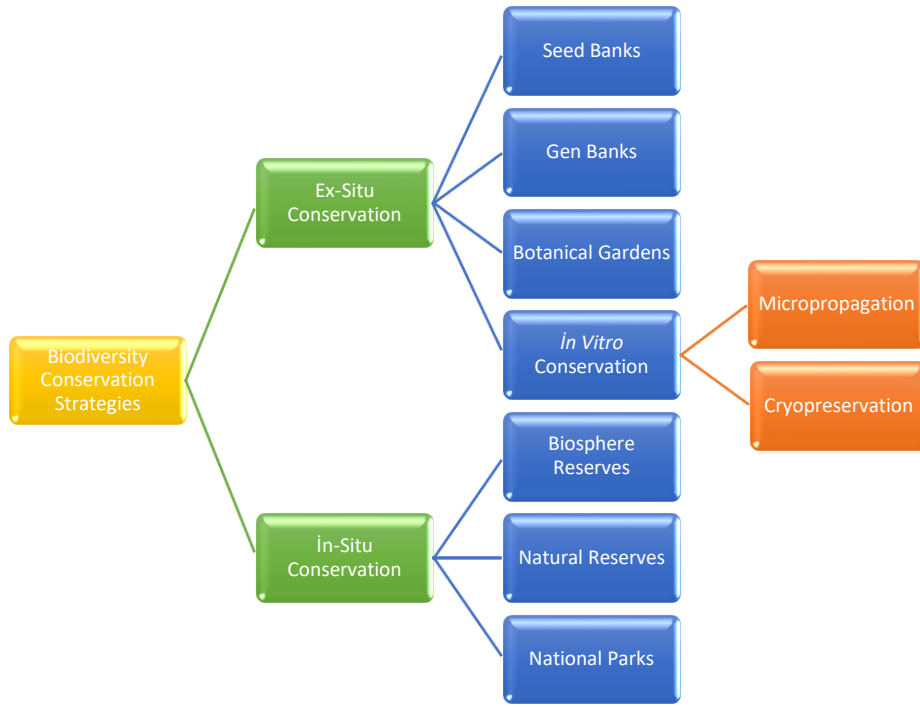 Seed Banks
Gen Banks
Ex-Situ
Conservation
Botanical Gardens
Micropropagation
İn Vitro
Conservation
Biodiversity
Conservation
Strategies
Cryopreservation
Biosphere
Reserves
İn-Situ
Conservation
Natural Reserves
National Parks